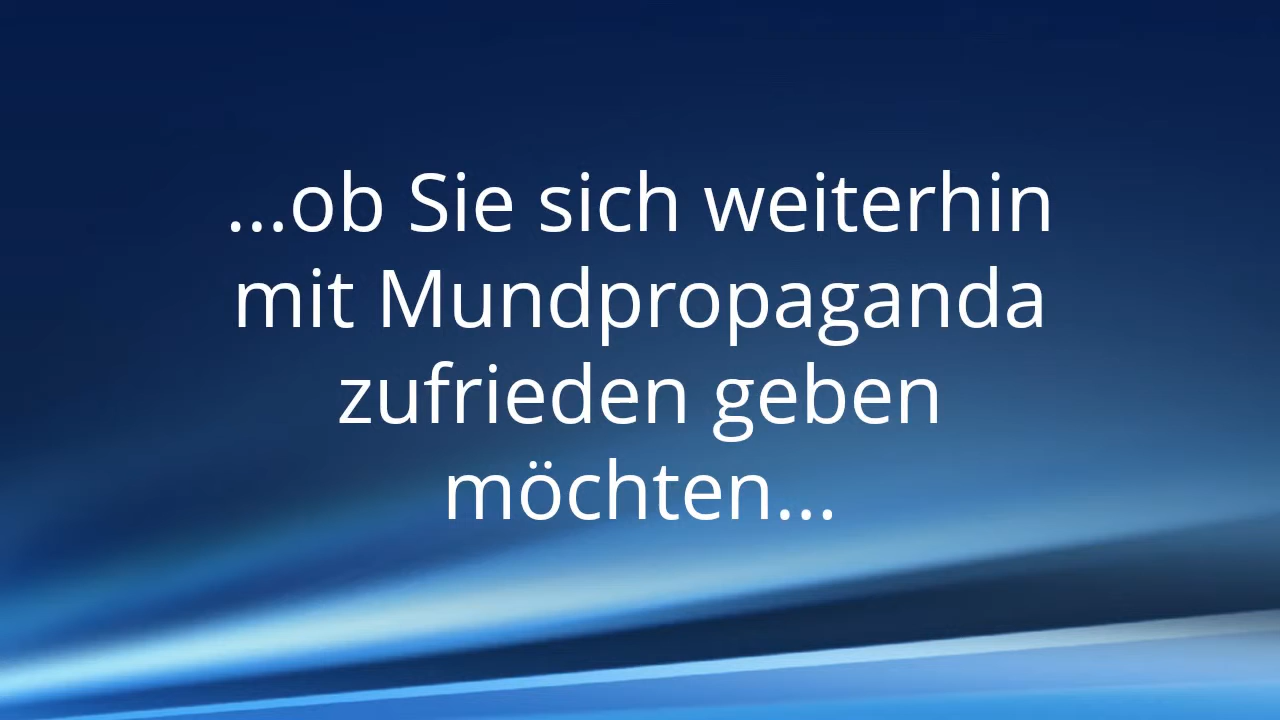 ...ob Sie sich weiterhin
mit Mundpropaganda
zufrieden geben
möchten...